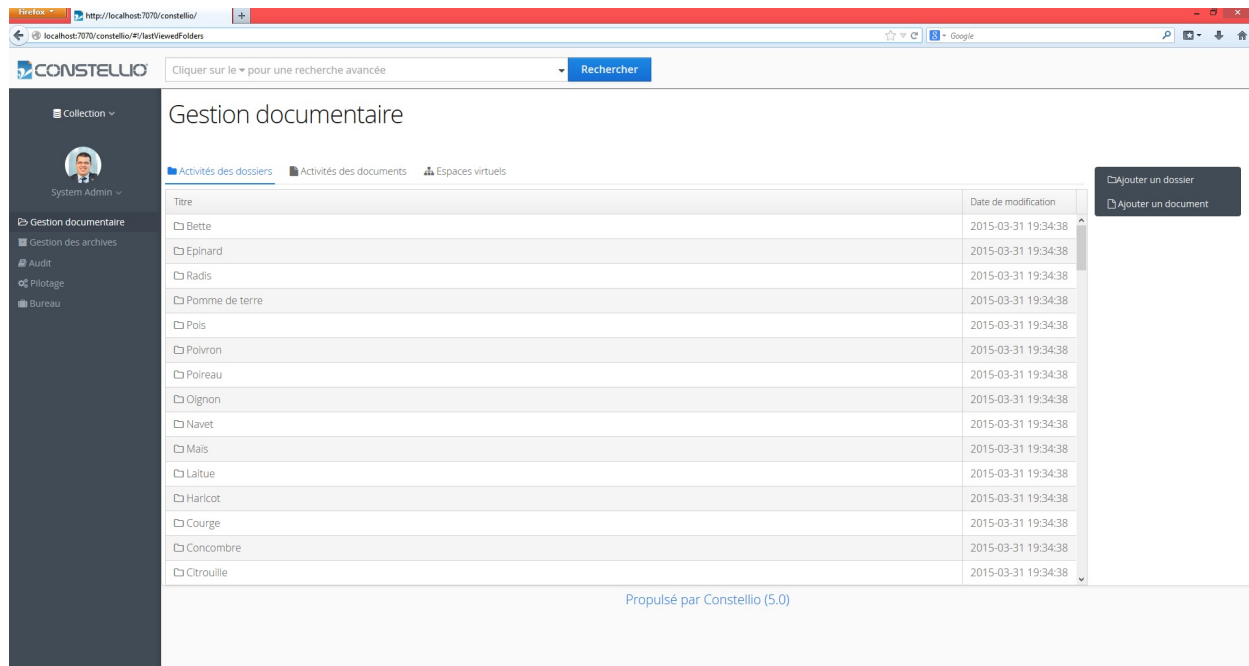 Firefox
http://localhost:7070/constellio/
localhost:7070/constellio/#!/lastViewedFolders
Google
CONSTELLIO
Cliquer sur le pour une recherche avancée
Rechercher
Collection
System Admin
Gestion documentaire
Gestion des archives
Audit
Pilotage
Bureau
Gestion documentaire
Activités des dossiers
Activités des documents
Espaces virtuels
Titre Date de modification
Bette 2015-03-31 19:34:38
Epinard 2015-03-31 19:34:38
Radis 2015-03-31 19:34:38
Pomme de terre 2015-03-31 19:34:38
Pois 2015-03-31 19:34:38
Poivron 2015-03-31 19:34:38
Poireau 2015-03-31 19:34:38
Oignon 2015-03-31 19:34:38
Navet 2015-03-31 19:34:38
Maïs 2015-03-31 19:34:38
Laitue 2015-03-31 19:34:38
Haricot 2015-03-31 19:34:38
Courge 2015-03-31 19:34:38
Concombre 2015-03-31 19:34:38
Citrouille 2015-03-31 19:34:38
Ajouter un dossier
Ajouter un document
Propulsé par Constellio (5.0)